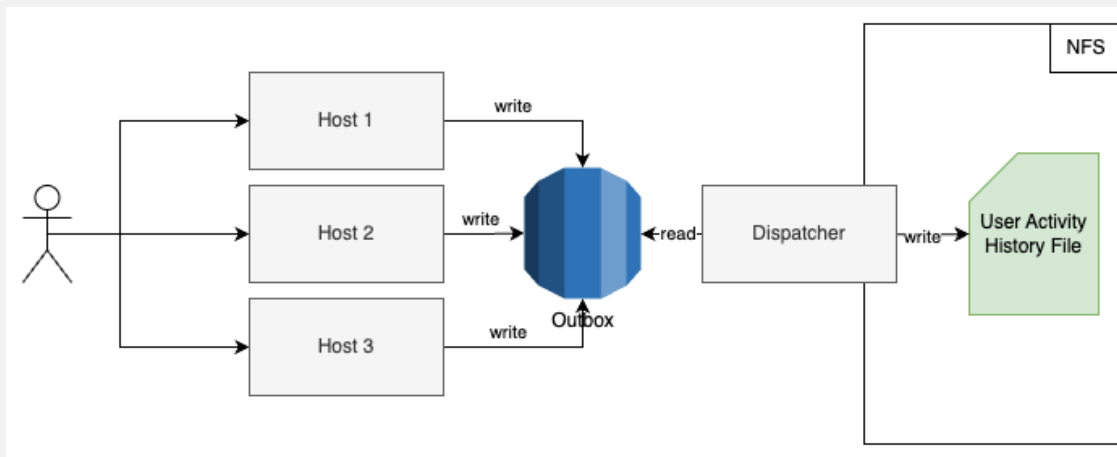 NFS
Host 1
write
Host 2
write
Host 3
write
Outbox
read
Dispatcher
write
User Activity
History File